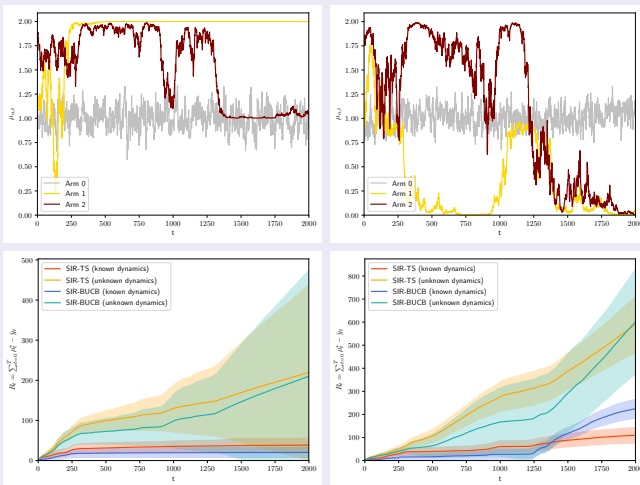 2.00
1.75
1.50
1.25
1.00
0.75
0.50
0.25
0.00
μa,t
Arm 0
Arm 1
Arm 2
0 250 500 750 1000 1250 1500 1750 2000
t
2.00
1.75
1.50
1.25
1.00
0.75
0.50
0.25
0.00
μa,t
Arm 0
Arm 1
Arm 2
0 250 500 750 1000 1250 1500 1750 2000
t
500
400
300
200
100
0
SIR-TS (known dynamics)
SIR-TS (unknown dynamics)
SIR-BUCB (known dynamics)
SIR-BUCB (unknown dynamics)
0 250 500 750 1000 1250 1500 1750 2000
t
800
700
600
500
400
300
200
100
0
SIR-TS (known dynamics)
SIR-TS (unknown dynamics)
SIR-BUCB (known dynamics)
SIR-BUCB (unknown dynamics)
0 250 500 750 1000 1250 1500 1750 2000
t